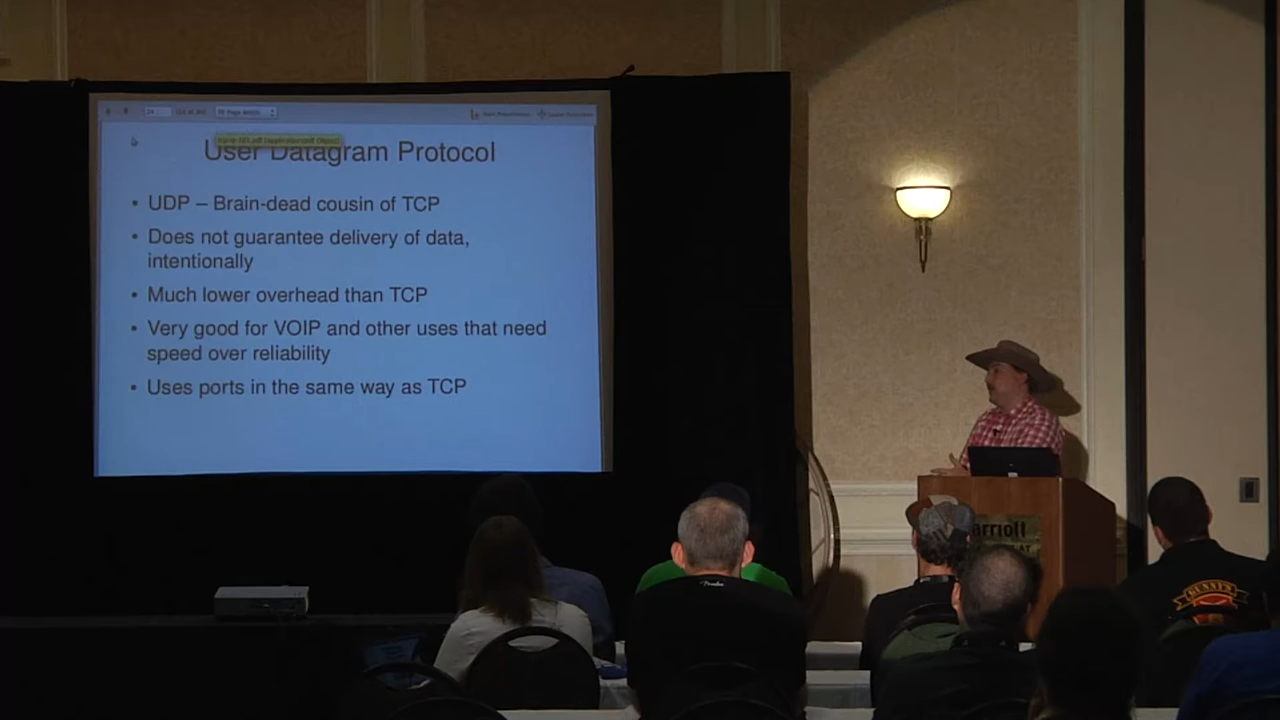 User Datagram Protocol
• UDP – Brain-dead cousin of TCP
• Does not guarantee delivery of data,
intentionally
• Much lower overhead than TCP
• Very good for VOIP and other uses that need
speed over reliability
• Uses ports in the same way as TCP
arriott